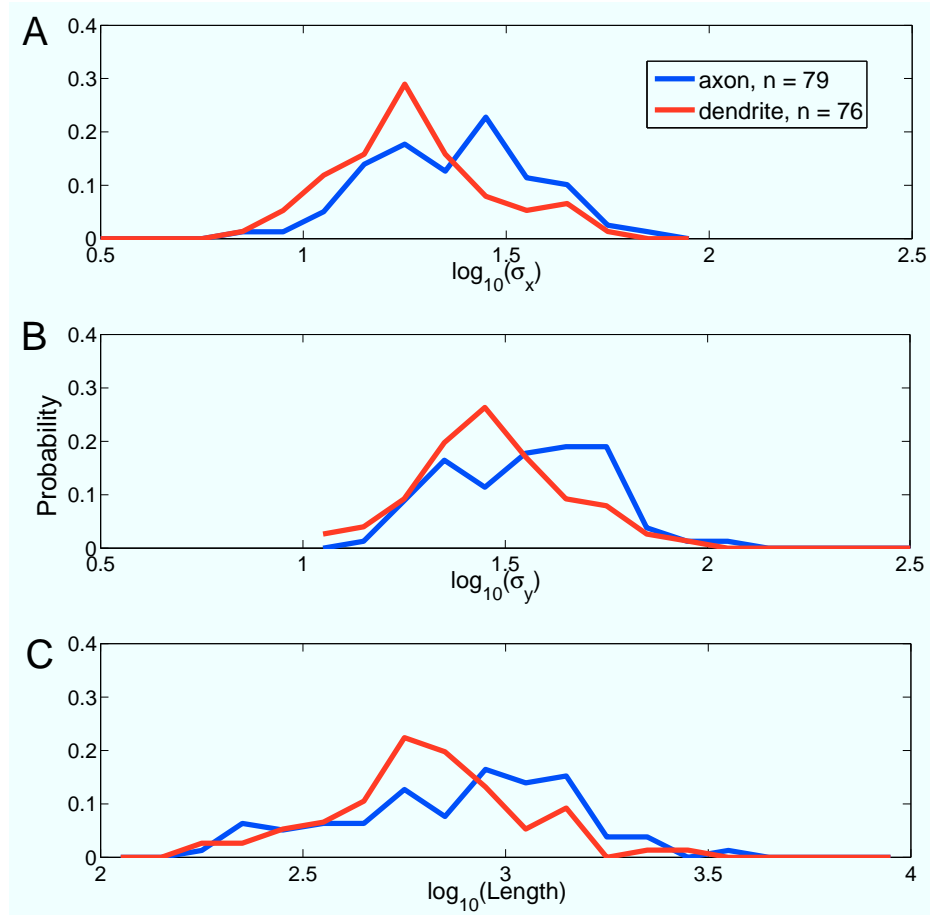 A
0.4
0.3
0.2
0.1
0
axon, n = 79
dendrite, n = 76
0.5 1 1.5 2 2.5
log10(σx)
B
Probability
0.4
0.3
0.2
0.1
0
0.5 1 1.5 2 2.5
log10(σy)
C
0.4
0.3
0.2
0.1
0
2 2.5 3 3.5 4
log10(Length)